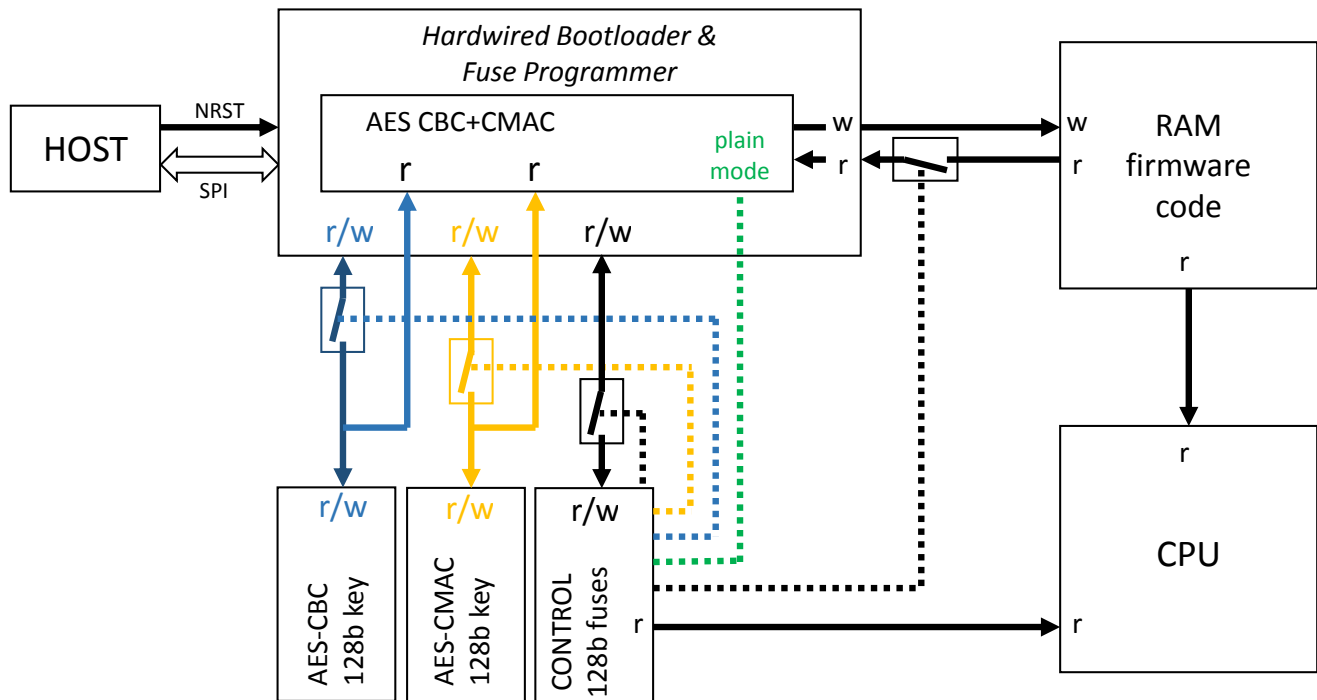 Hardwired Bootloader &
Fuse Programmer
HOST
NRST
SPI
AES CBC+CMAC
r
r
plain
mode
w
r
w
r
RAM
firmware
code
r
r/w
r/w
r/w
r/w
AES-CBC
128b key
r/w
AES-CMAC
128b key
r/w
CONTROL
128b fuses
r
r
CPU
r